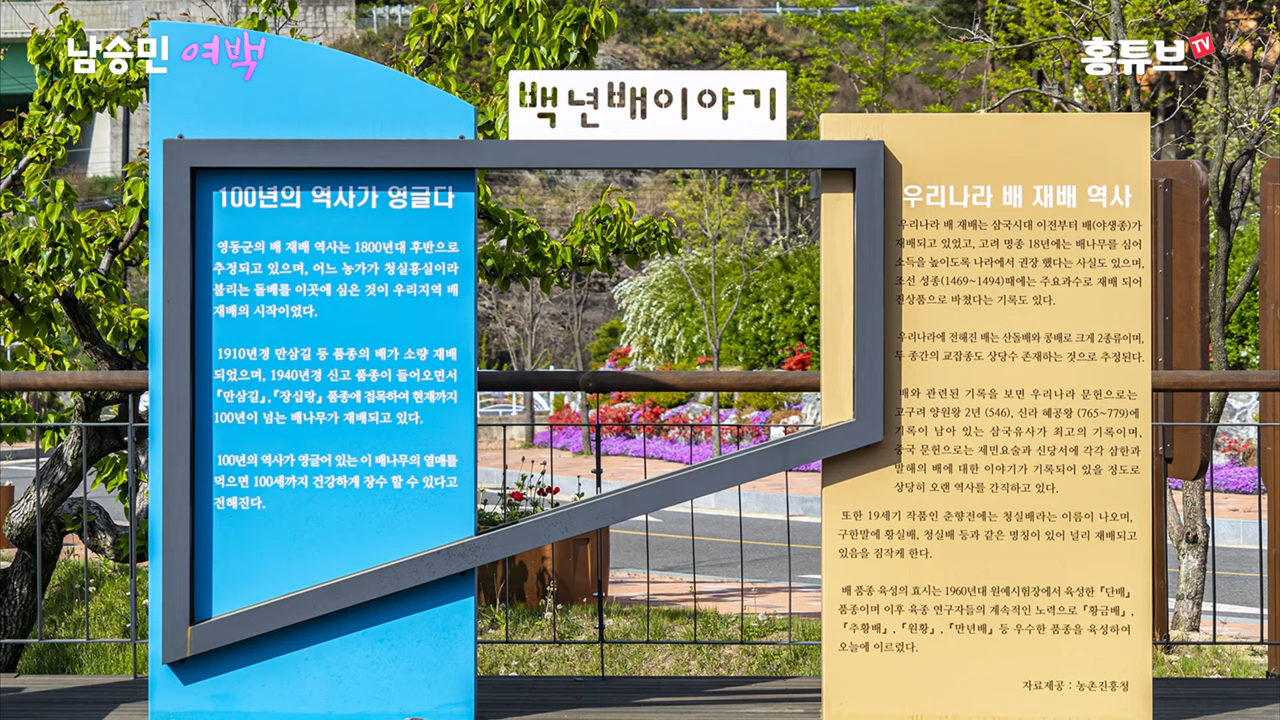 남승민 여백
홍튜브TV
백년배이야기
100년의 역사가 영글다
영동군의 배 재배 역사는 1800년대 후반으로
추정되고 있으며, 어느 농가가 청실홍실이라
불리는 돌배를 이곳에 심은 것이 우리지역 배
재배의 시작이었다.
1910년경 만삼길 등 품종의 배가 소량 재배
되었으며, 1940년경 신고 품종이 들어오면서
『만삼길』,『장십랑』 품종에 접목하여 현재까지
100년이 넘는 배나무가 재배되고 있다.
100년의 역사가 영글어 있는 이 배나무의 열매를
먹으면 100세까지 건강하게 장수 할 수 있다고
전해진다.
우리나라 배 재배 역사
우리나라 배 재배는 삼국시대 이전부터 배(야생종)가
재배되고 있었고, 고려 명종 18년에는 배나무를 심어
소득을 높이도록 나라에서 권장 했다는 사실도 있으며,
조선 성종(1469~1494)때에는 주요과수로 재배 되어
진상품으로 바쳤다는 기록도 있다.
우리나라에 전해진 배는 산돌배와 콩배로 크게 2종류이며,
두 종간의 교잡종도 상당수 존재하는 것으로 추정된다.
배와 관련된 기록을 보면 우리나라 문헌으로는
고구려 양원왕 2년 (546), 신라 혜공왕 (765~779)에
기록이 남아 있는 삼국유사가 최고의 기록이며,
중국 문헌으로는 제민요술과 신당서에 각각 삼한과
발해의 배에 대한 이야기가 기록되어 있을 정도로
상당히 오랜 역사를 간직하고 있다.
또한 19세기 작품인 춘향전에는 청실배라는 이름이 나오며,
구한말에 황실배, 청실배 등과 같은 명칭이 있어 널리 재배되고
있음을 짐작케 한다.
배 품종 육성의 효시는 1960년대 원예시험장에서 육성한 『단배』
품종이며 이후 육종 연구자들의 계속적인 노력으로 『황금배』,
『추황배』, 『원황』, 『만년배』 등 우수한 품종을 육성하여
오늘에 이르렀다.
자료제공 : 농촌진흥청